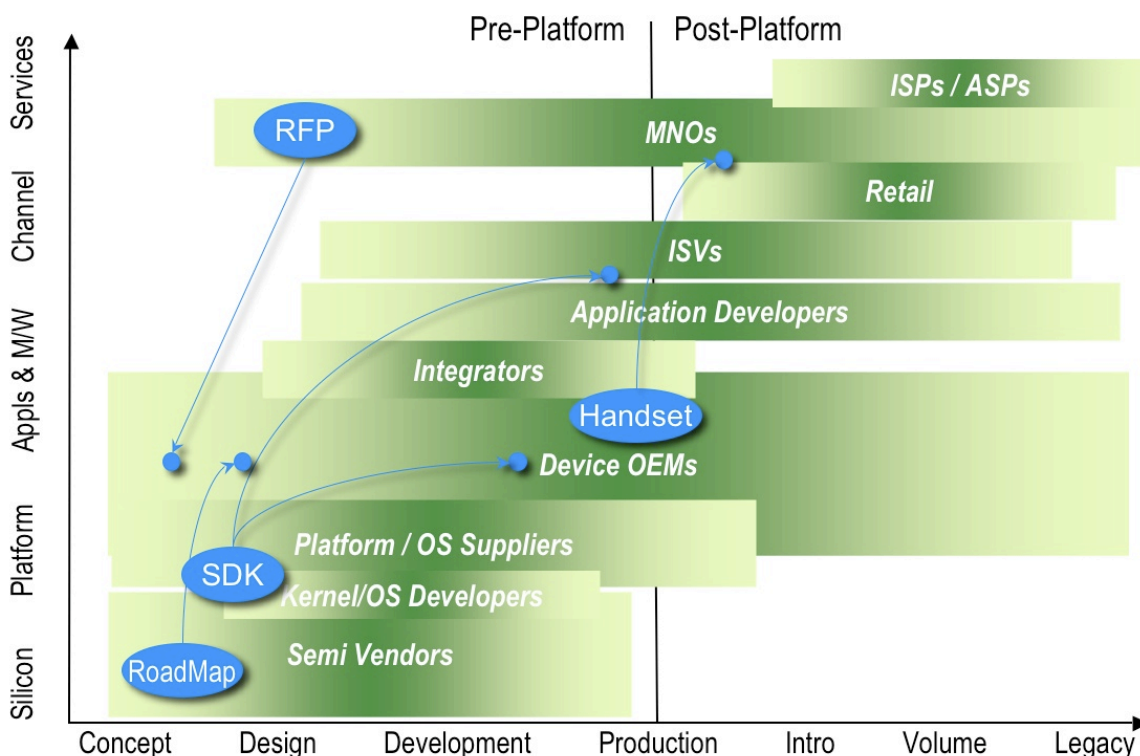 Pre-Platform
Post-Platform
Services
Channel
Appls & M/W
Platform
Silicon
ISPs / ASPs
RFP
MNOs
Retail
ISVs
Application Developers
Integrators
Handset
Device OEMs
Platform / OS Suppliers
SDK
Kernel/OS Developers
Semi Vendors
RoadMap
Concept
Design
Development
Production
Intro
Volume
Legacy